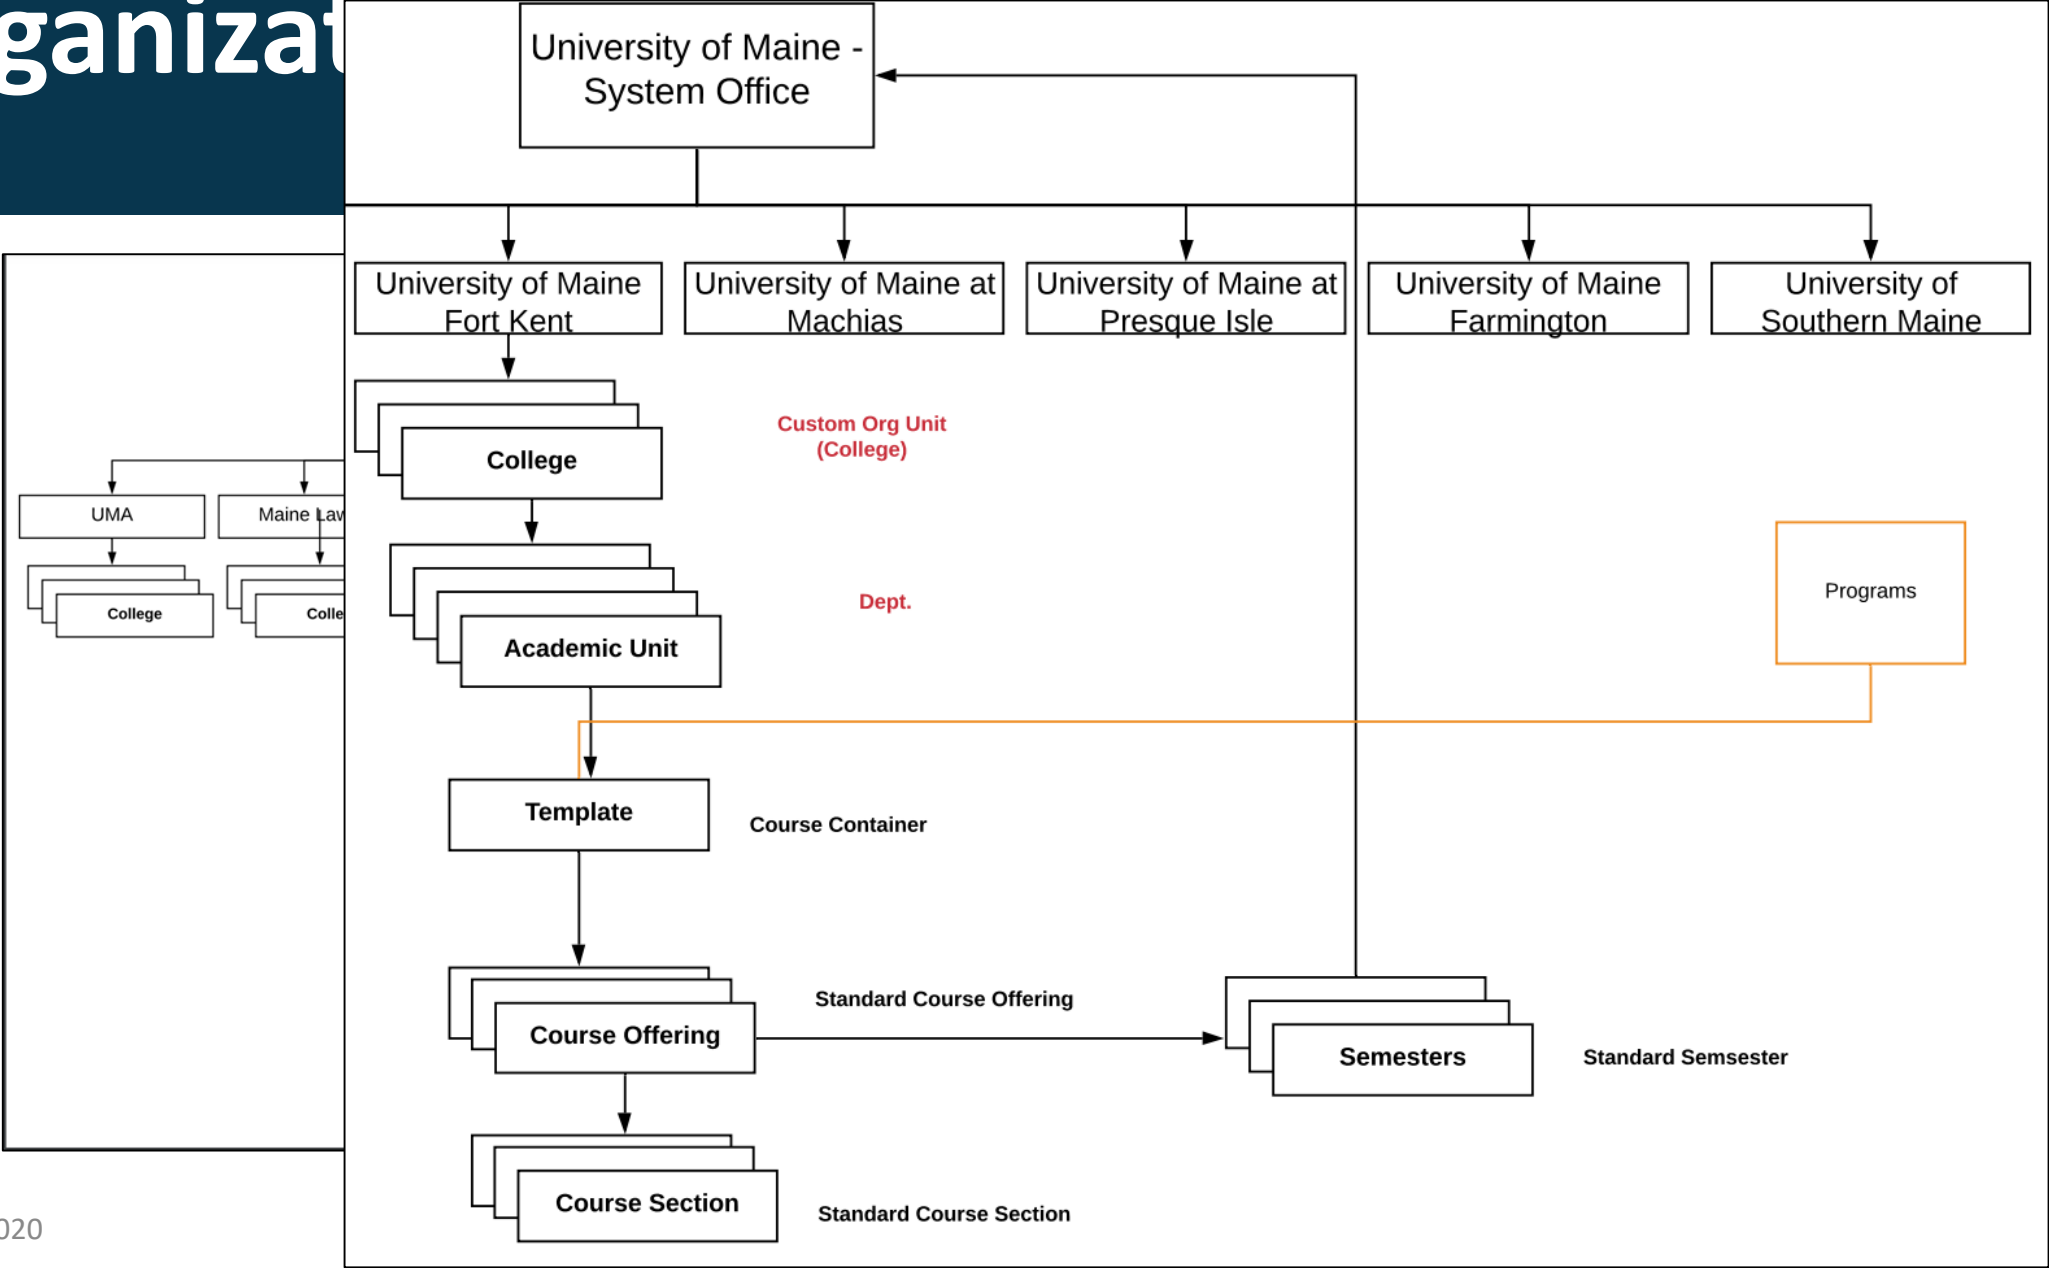 ganizat
University of Maine -
System Office
University of Maine
Fort Kent
University of Maine at
Machias
University of Maine at
Presque Isle
University of Maine
Farmington
University of
Southern Maine
College
Custom Org Unit
(College)
UMA
Maine Law
College
Colle
Academic Unit
Dept.
Programs
Template
Course Container
Course Offering
Standard Course Offering
Semesters
Standard Semsester
Course Section
Standard Course Section
020